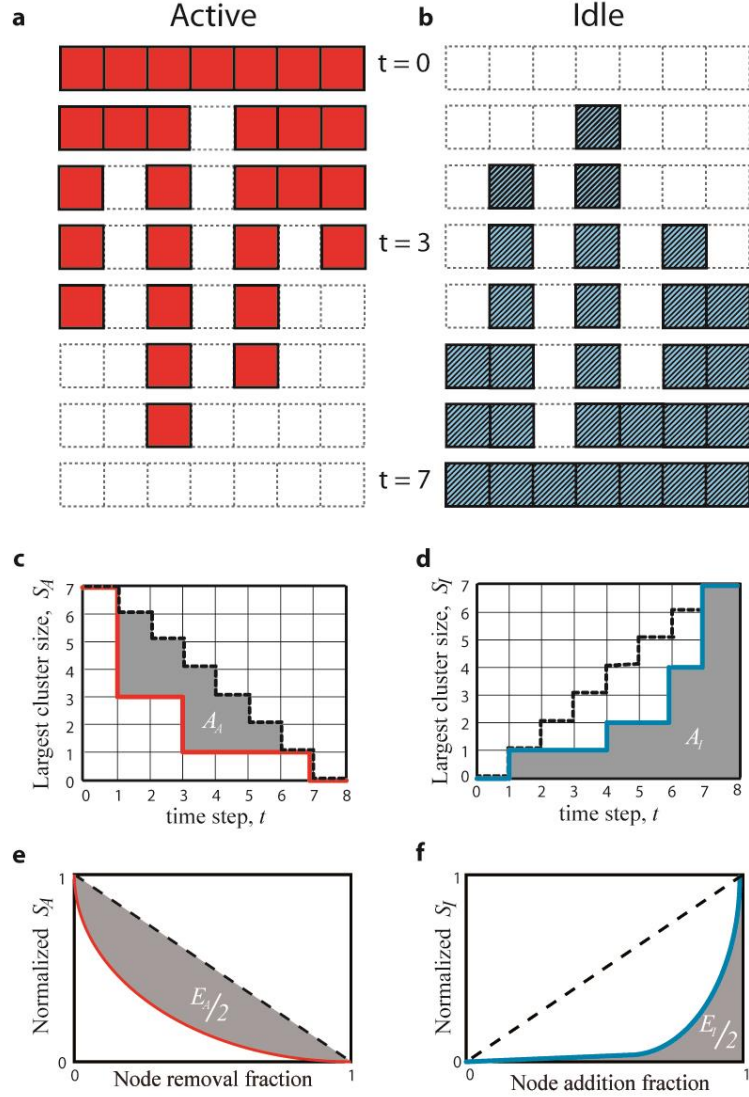 a Active b Idle
t = 0
t = 3
t = 7
c d
Largest cluster size, S_A
7
6
5
4
3
2
1
0
A_A
0 1 2 3 4 5 6 7 8
time step, t
Largest cluster size, S_I
7
6
5
4
3
2
1
0
A_I
0 1 2 3 4 5 6 7 8
time step, t
e f
Normalized S_A
1
0
E_A/2
0 1
Node removal fraction
Normalized S_I
1
0
E_I/2
0 1
Node addition fraction